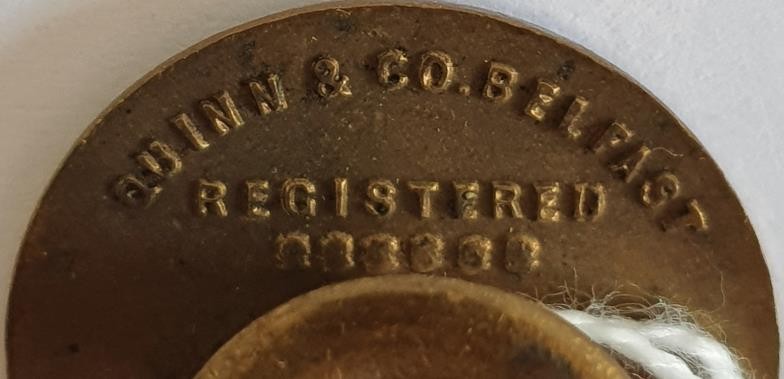 QUINN & CO. BELFAST
REGISTERED